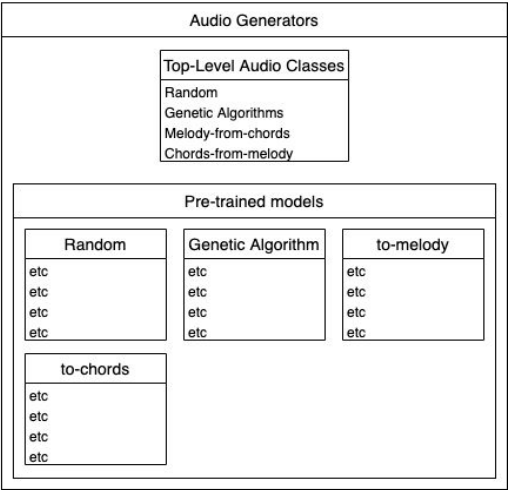 Audio Generators
Top-Level Audio Classes
Random
Genetic Algorithms
Melody-from-chords
Chords-from-melody
Pre-trained models
Random
etc
etc
etc
etc
Genetic Algorithm
etc
etc
etc
etc
to-melody
etc
etc
etc
etc
to-chords
etc
etc
etc
etc